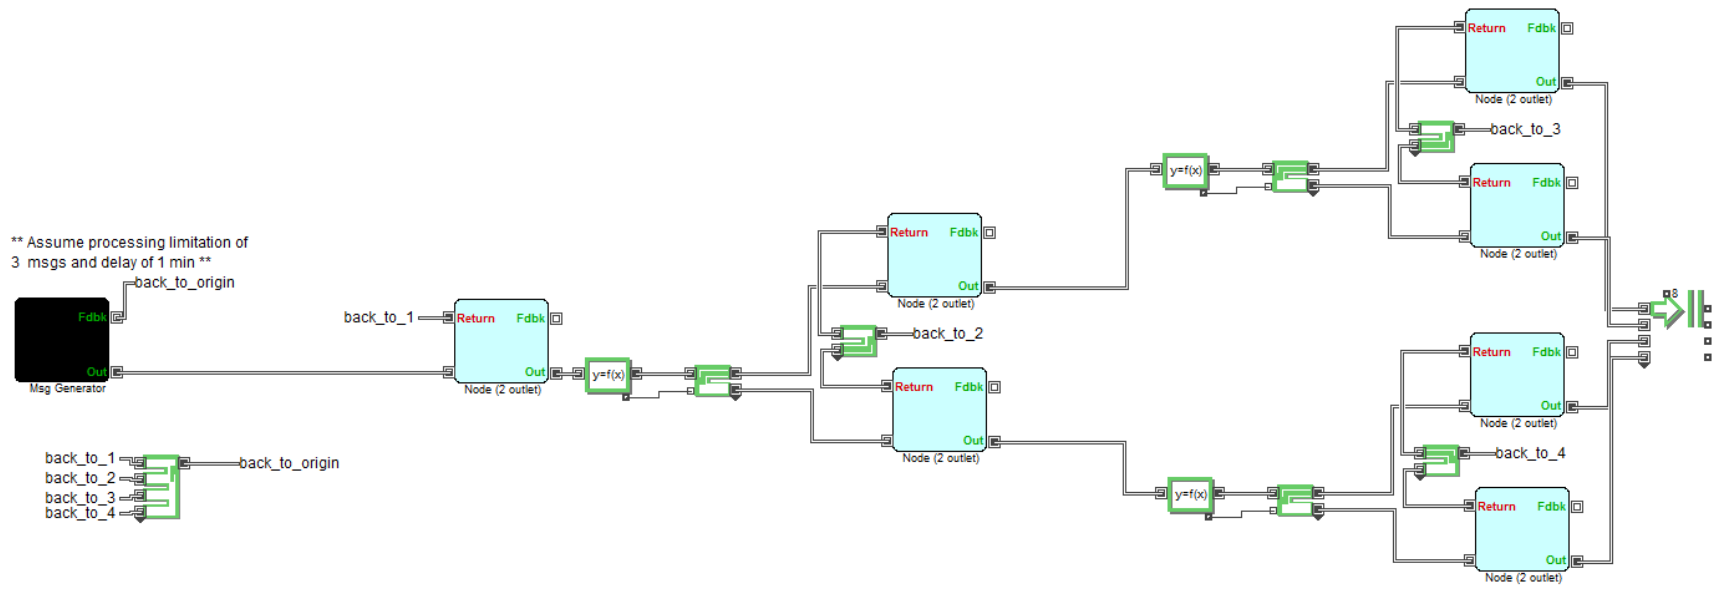 ** Assume processing limitation of
3 msgs and delay of 1 min **
back_to_origin
Fdbk
Out
Msg Generator
back_to_1
back_to_2
back_to_3
back_to_4
back_to_origin
back_to_1
Return Fdbk
Out
Node (2 outlet)
y=f(x)
Return Fdbk
Out
Node (2 outlet)
back_to_2
Return Fdbk
Out
Node (2 outlet)
y=f(x)
Return Fdbk
Out
Node (2 outlet)
back_to_3
Return Fdbk
Out
Node (2 outlet)
y=f(x)
Return Fdbk
Out
Node (2 outlet)
back_to_4
Return Fdbk
Out
Node (2 outlet)
8